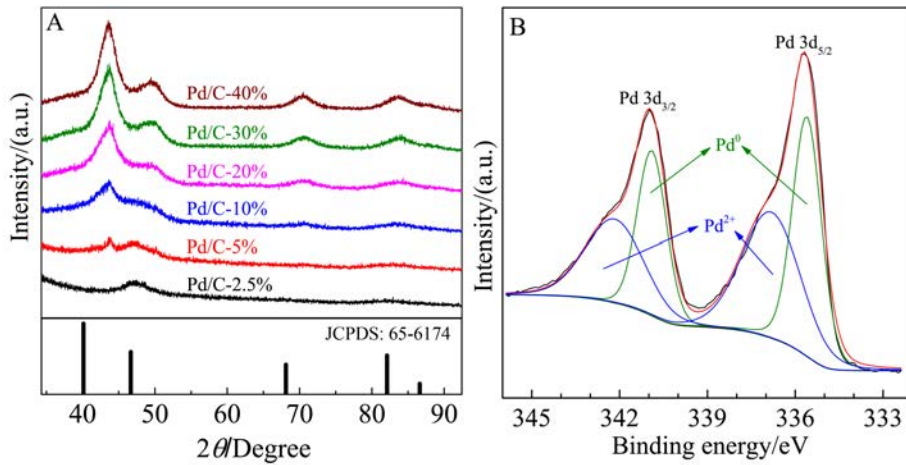 A
Intensity/(a.u.)
Pd/C-40%
Pd/C-30%
Pd/C-20%
Pd/C-10%
Pd/C-5%
Pd/C-2.5%
JCPDS: 65-6174
40 50 60 70 80 90
2θ/Degree
B
Intensity/(a.u.)
Pd 3d5/2
Pd 3d3/2
Pd0
Pd2+
345 341 339 336 333
Binding energy/eV